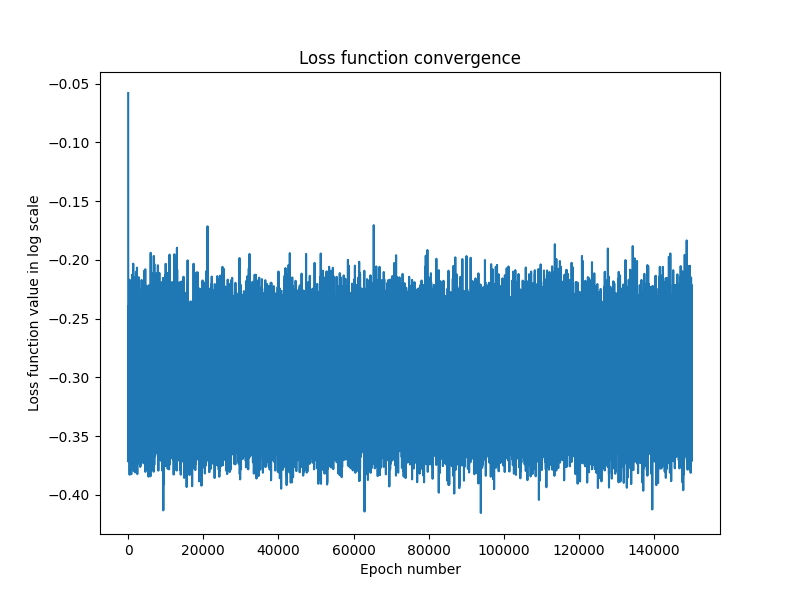 Loss function convergence
Loss function value in log scale
−0.05
−0.10
−0.15
−0.20
−0.25
−0.30
−0.35
−0.40
0 20000 40000 60000 80000 100000 120000 140000
Epoch number